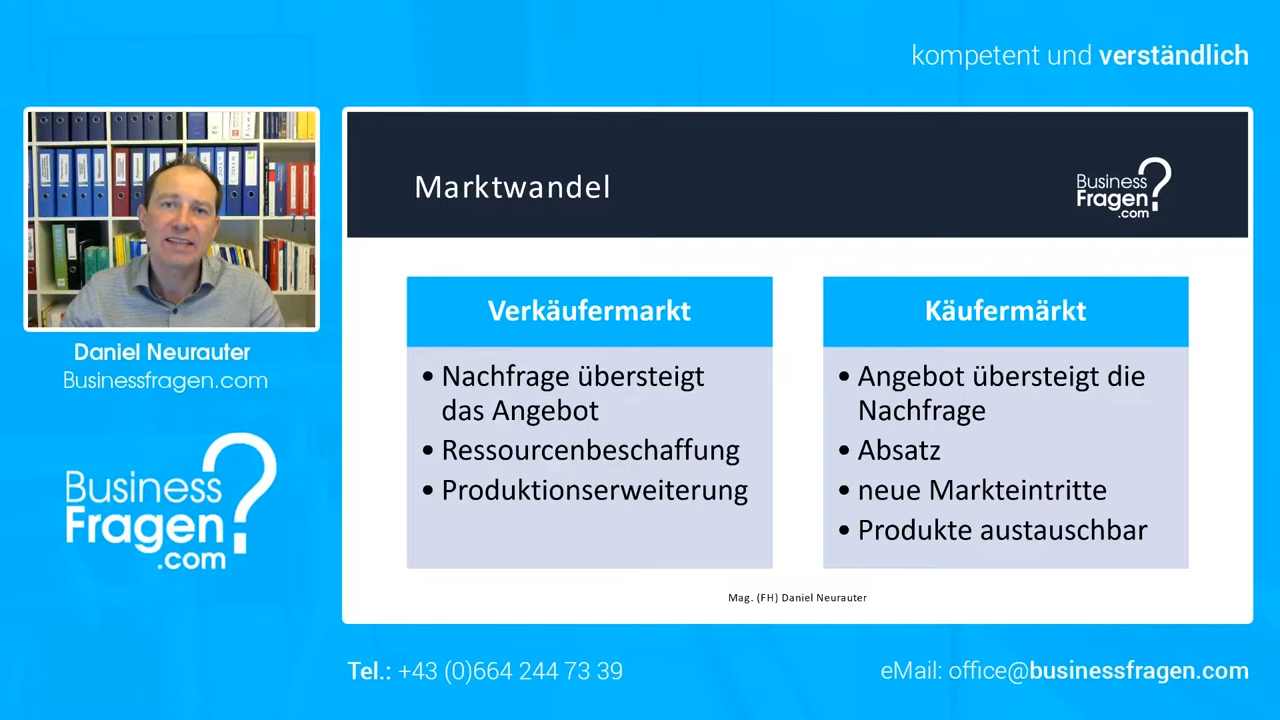 kompetent und verständlich
Daniel Neurauter
Businessfragen.com
Business
Fragen
.com
Marktwandel
Business
Fragen
.com
Verkäufermarkt
• Nachfrage übersteigt
das Angebot
• Ressourcenbeschaffung
• Produktionserweiterung
Käufermärkt
• Angebot übersteigt die
Nachfrage
• Absatz
• neue Markteintritte
• Produkte austauschbar
Mag. (FH) Daniel Neurauter
Tel.: +43 (0)664 244 73 39
eMail: office@businessfragen.com